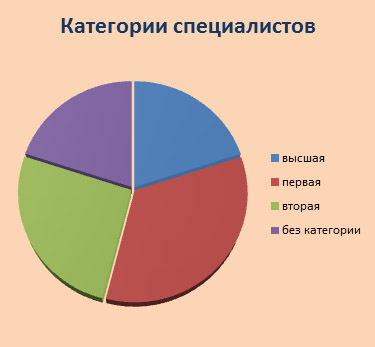 Категории специалистов
высшая
первая
вторая
без категории